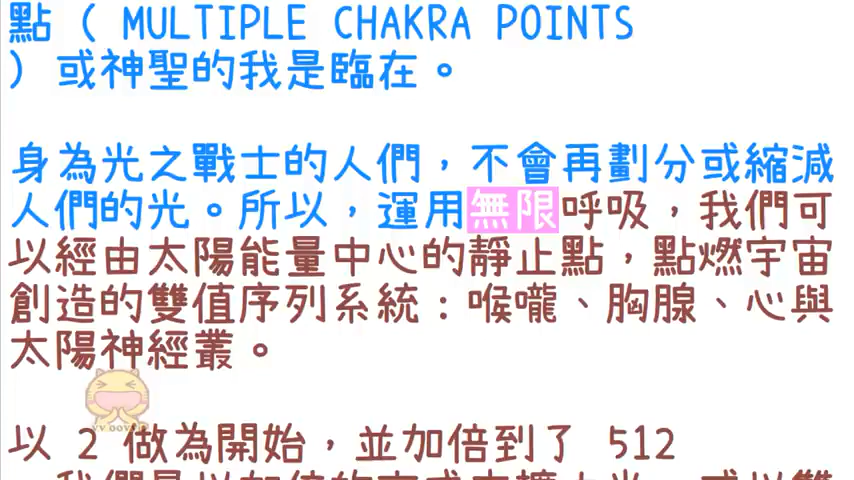 點 ( MULTIPLE CHAKRA POINTS
) 或神聖的我是臨在。
身為光之戰士的人們，不會再劃分或縮減
人們的光。所以，運用無限呼吸，我們可
以經由太陽能量中心的靜止點，點燃宇宙
創造的雙值序列系統：喉嚨、胸腺、心與
太陽神經叢。
以 2 做為開始，並加倍到了 512